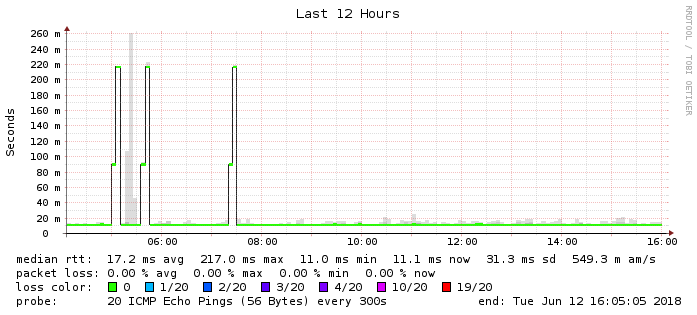 Last 12 Hours
RRDTOOL / TOBI OETIKER
Seconds
260 m
240 m
220 m
200 m
180 m
160 m
140 m
120 m
100 m
80 m
60 m
40 m
20 m
0
06:00 08:00 10:00 12:00 14:00 16:00
median rtt: 17.2 ms avg 217.0 ms max 11.0 ms min 11.1 ms now 31.3 ms sd 549.3 m am/s
packet loss: 0.00 % avg 0.00 % max 0.00 % min 0.00 % now
loss color: 0 1/20 2/20 3/20 4/20 10/20 19/20
probe: 20 ICMP Echo Pings (56 Bytes) every 300s end: Tue Jun 12 16:05:05 2018